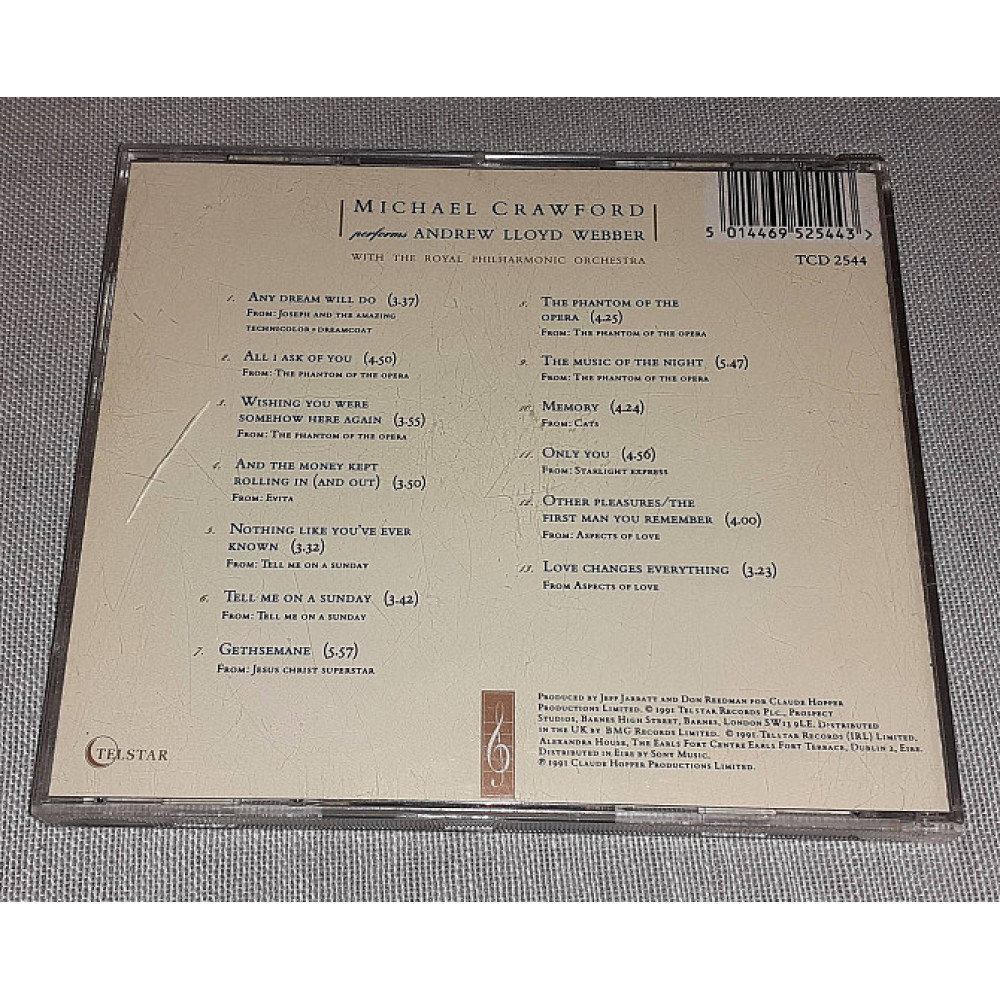 MICHAEL CRAWFORD
performs ANDREW LLOYD WEBBER
WITH THE ROYAL PHILHARMONIC ORCHESTRA
5 014469 525443 >
TCD 2544
1. ANY DREAM WILL DO (3.37)
FROM: JOSEPH AND THE AMAZING
TECHNICOLOR • DREAMCOAT
2. ALL I ASK OF YOU (4.50)
FROM: THE PHANTOM OF THE OPERA
3. WISHING YOU WERE
SOMEHOW HERE AGAIN (3.55)
FROM: THE PHANTOM OF THE OPERA
4. AND THE MONEY KEPT
ROLLING IN (AND OUT) (3.50)
FROM: EVITA
5. NOTHING LIKE YOU'VE EVER
KNOWN (3.32)
FROM: TELL ME ON A SUNDAY
6. TELL ME ON A SUNDAY (3.42)
FROM: TELL ME ON A SUNDAY
7. GETHSEMANE (5.57)
FROM: JESUS CHRIST SUPERSTAR
8. THE PHANTOM OF THE
OPERA (4.25)
FROM: THE PHANTOM OF THE OPERA
9. THE MUSIC OF THE NIGHT (5.47)
FROM: THE PHANTOM OF THE OPERA
10. MEMORY (4.24)
FROM: CATS
11. ONLY YOU (4.56)
FROM: STARLIGHT EXPRESS
12. OTHER PLEASURES/THE
FIRST MAN YOU REMEMBER (4.00)
FROM: ASPECTS OF LOVE
13. LOVE CHANGES EVERYTHING (3.23)
FROM ASPECTS OF LOVE
TELSTAR
PRODUCED BY JEFF JARRATT AND DON REEDMAN FOR CLAUDE HOPPER
PRODUCTIONS LIMITED. © 1991 TELSTAR RECORDS PLC., PROSPECT
STUDIOS, BARNES HIGH STREET, BARNES, LONDON SW13 9LE. DISTRIBUTED
IN THE UK BY BMG RECORDS LIMITED. © 1991 TELSTAR RECORDS (IRL) LIMITED,
ALEXANDRA HOUSE, THE EARLS FORT CENTRE EARLS FORT TERRACE, DUBLIN 2, EIRE.
DISTRIBUTED IN EIRE BY SONY MUSIC.
℗ 1991 CLAUDE HOPPER PRODUCTIONS LIMITED.